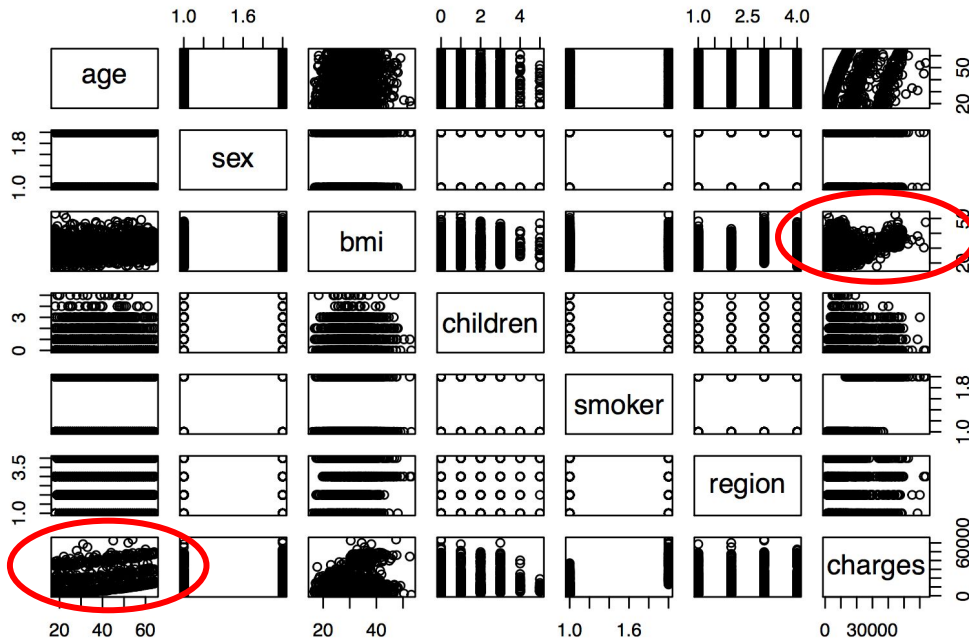 1.0 1.6 0 2 4 1.0 2.5 4.0
age 20 50
1.0 1.8 sex
bmi 20 50
0 3 children
smoker 1.0 1.8
1.0 3.5 region
charges 0 60000
20 40 60 20 40 1.0 1.6 0 30000